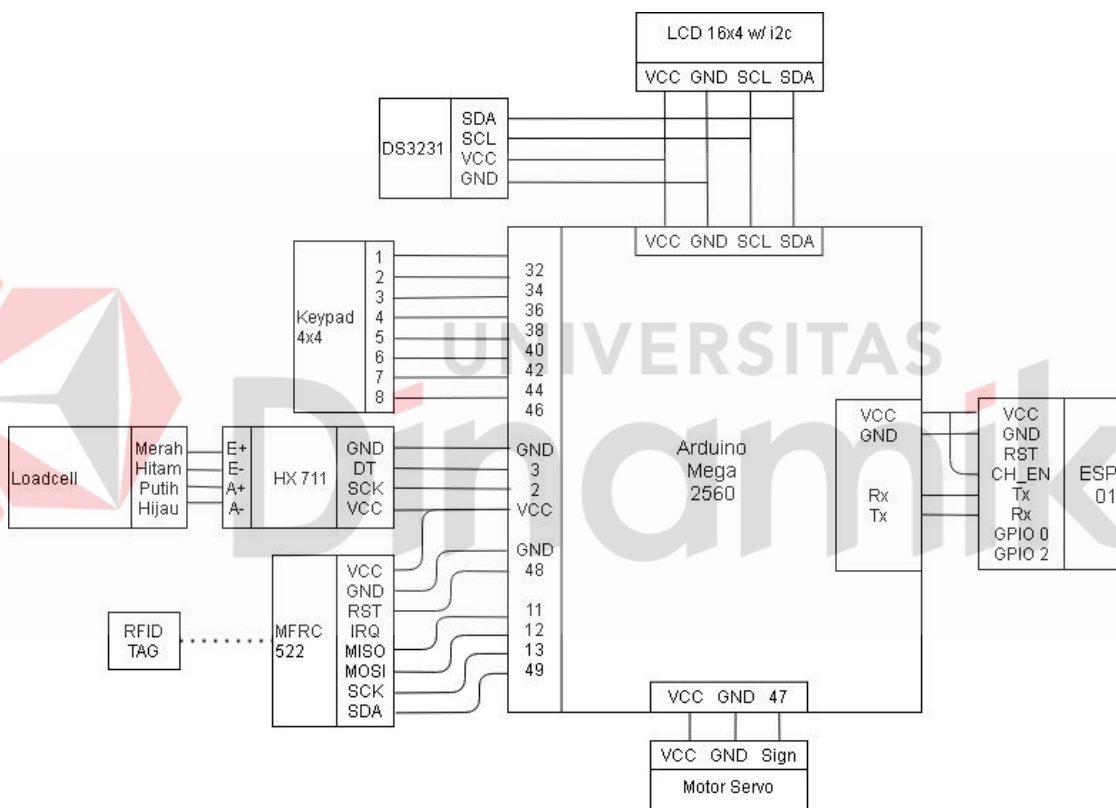 LCD 16x4 w/ i2c
VCC GND SCL SDA
DS3231
SDA
SCL
VCC
GND
VCC GND SCL SDA
Keypad
4x4
1
2
3
4
5
6
7
8
32
34
36
38
40
42
44
46
UNIVERSITAS
Dinamik
Loadcell
Merah
Hitam
Putih
Hijau
E+
E-
A+
A-
HX 711
GND
DT
SCK
VCC
GND
3
2
VCC
GND
48
11
12
13
49
Arduino
Mega
2560
VCC
GND
Rx
Tx
VCC
GND
RST
CH_EN
Tx
Rx
GPIO 0
GPIO 2
ESP
01
RFID
TAG
MFRC
522
VCC
GND
RST
IRQ
MISO
MOSI
SCK
SDA
VCC GND 47
VCC GND Sign
Motor Servo